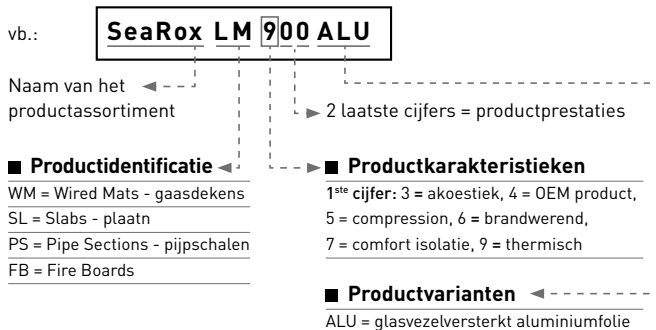 vb.: SeaRox LM 900 ALU
Naam van het
productassortiment
2 laatste cijfers = productprestaties
Productidentificatie
WM = Wired Mats - gaasdekens
SL = Slabs - plaatn
PS = Pipe Sections - pijpschalen
FB = Fire Boards
Productkarakteristieken
1ste cijfer: 3 = akoestiek, 4 = OEM product,
5 = compression, 6 = brandwerend,
7 = comfort isolatie, 9 = thermisch
Productvarianten
ALU = glasvezelversterkt aluminiumfolie